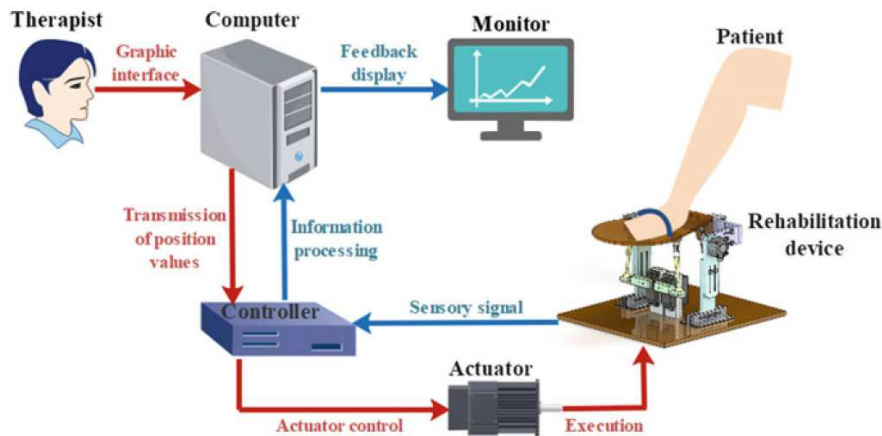 Therapist
Computer
Monitor
Patient
Graphic
interface
Feedback
display
Transmission
of position
values
Information
processing
Rehabilitation
device
Controller
Sensory signal
Actuator
Actuator control
Execution